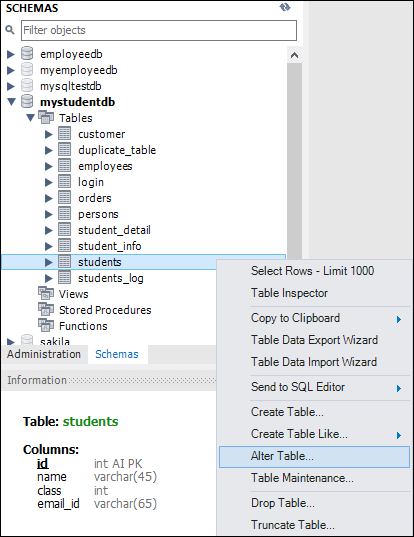 SCHEMAS
Filter objects
employeedb
myemployeedb
mysqltestdb
mystudentdb
Tables
customer
duplicate_table
employees
login
orders
persons
student_detail
student_info
students
students_log
Views
Stored Procedures
Functions
sakila
Administration Schemas
Information
Table: students
Columns:
id int AI PK
name varchar(45)
class int
email_id varchar(65)
Select Rows - Limit 1000
Table Inspector
Copy to Clipboard
Table Data Export Wizard
Table Data Import Wizard
Send to SQL Editor
Create Table...
Create Table Like...
Alter Table...
Table Maintenance...
Drop Table...
Truncate Table...